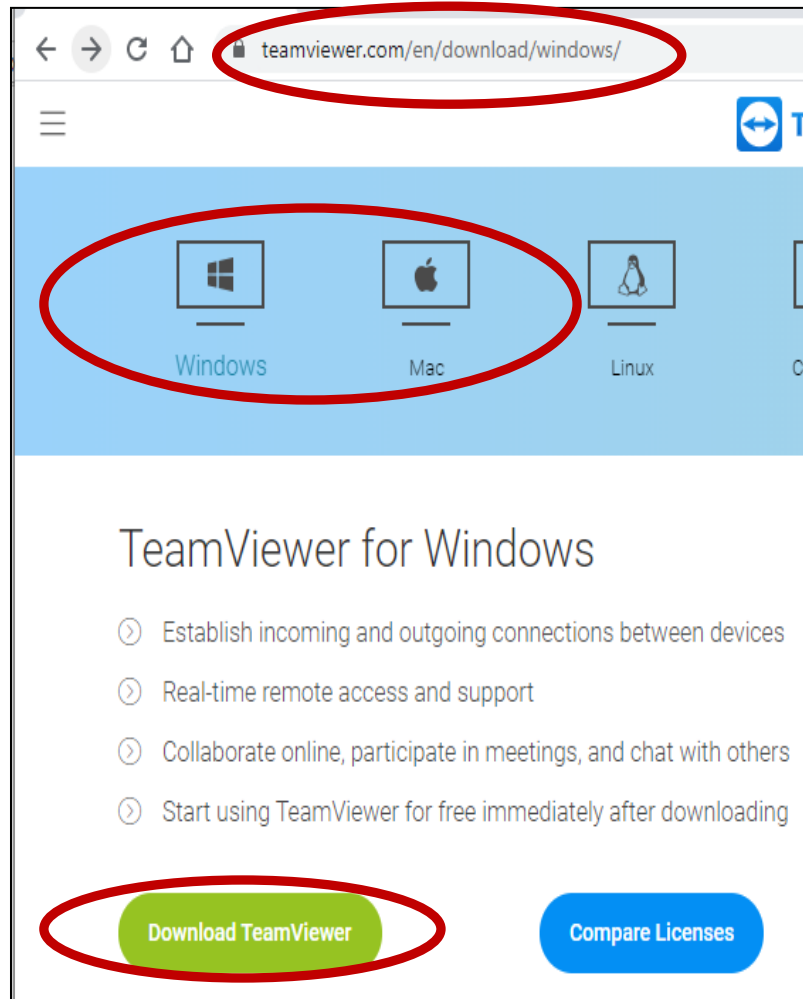 teamviewer.com/en/download/windows/
T
Windows Mac Linux C
TeamViewer for Windows
Establish incoming and outgoing connections between devices
Real-time remote access and support
Collaborate online, participate in meetings, and chat with others
Start using TeamViewer for free immediately after downloading
Download TeamViewer Compare Licenses